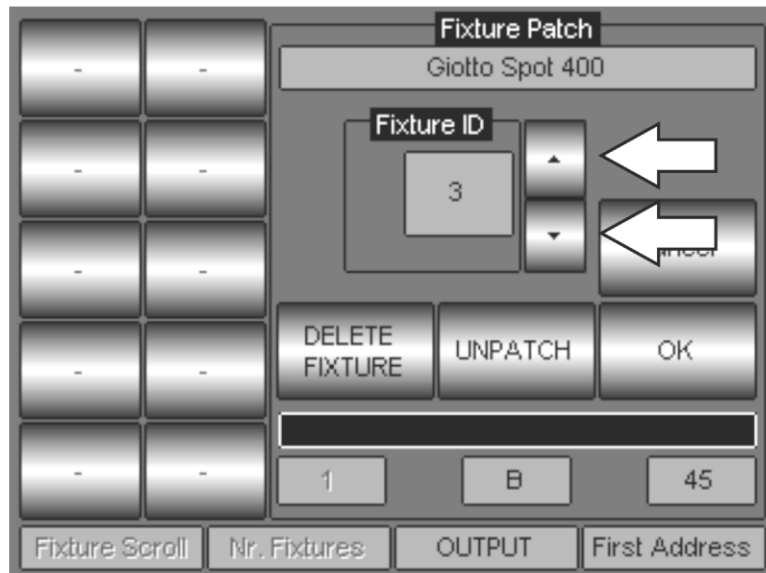 Fixture Patch
Giotto Spot 400
Fixture ID
3
DELETE
FIXTURE
UNPATCH
OK
1
B
45
Fixture Scroll
Nr. Fixtures
OUTPUT
First Address
-
-
-
-
-
-
-
-
-
-